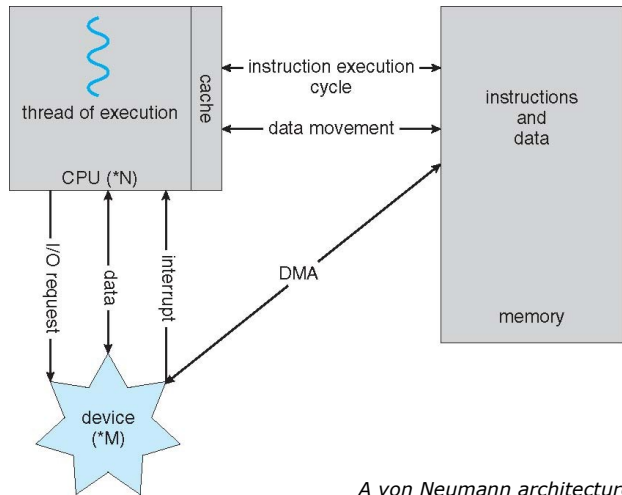 thread of execution
cache
CPU (*N)
instruction execution
cycle
data movement
instructions
and
data
memory
I/O request
data
interrupt
DMA
device
(*M)
A von Neumann architecture